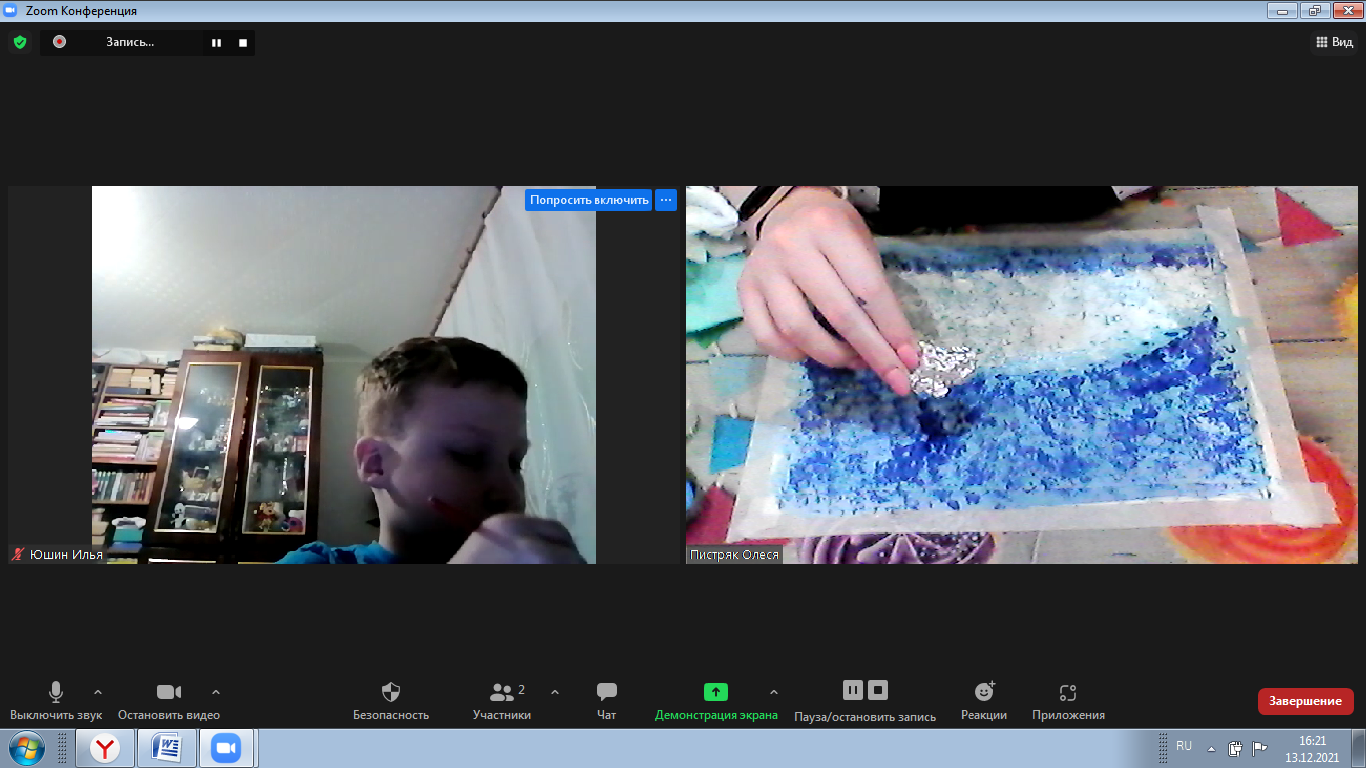 Zoom Конференция
Запись...
Вид
Попросить включить
Юшин Илья
Пистряк Олеся
Выключить звук
Остановить видео
Безопасность
2
Участники
Чат
Демонстрация экрана
Пауза/остановить запись
Реакции
Приложения
Завершение
RU
16:21
13.12.2021